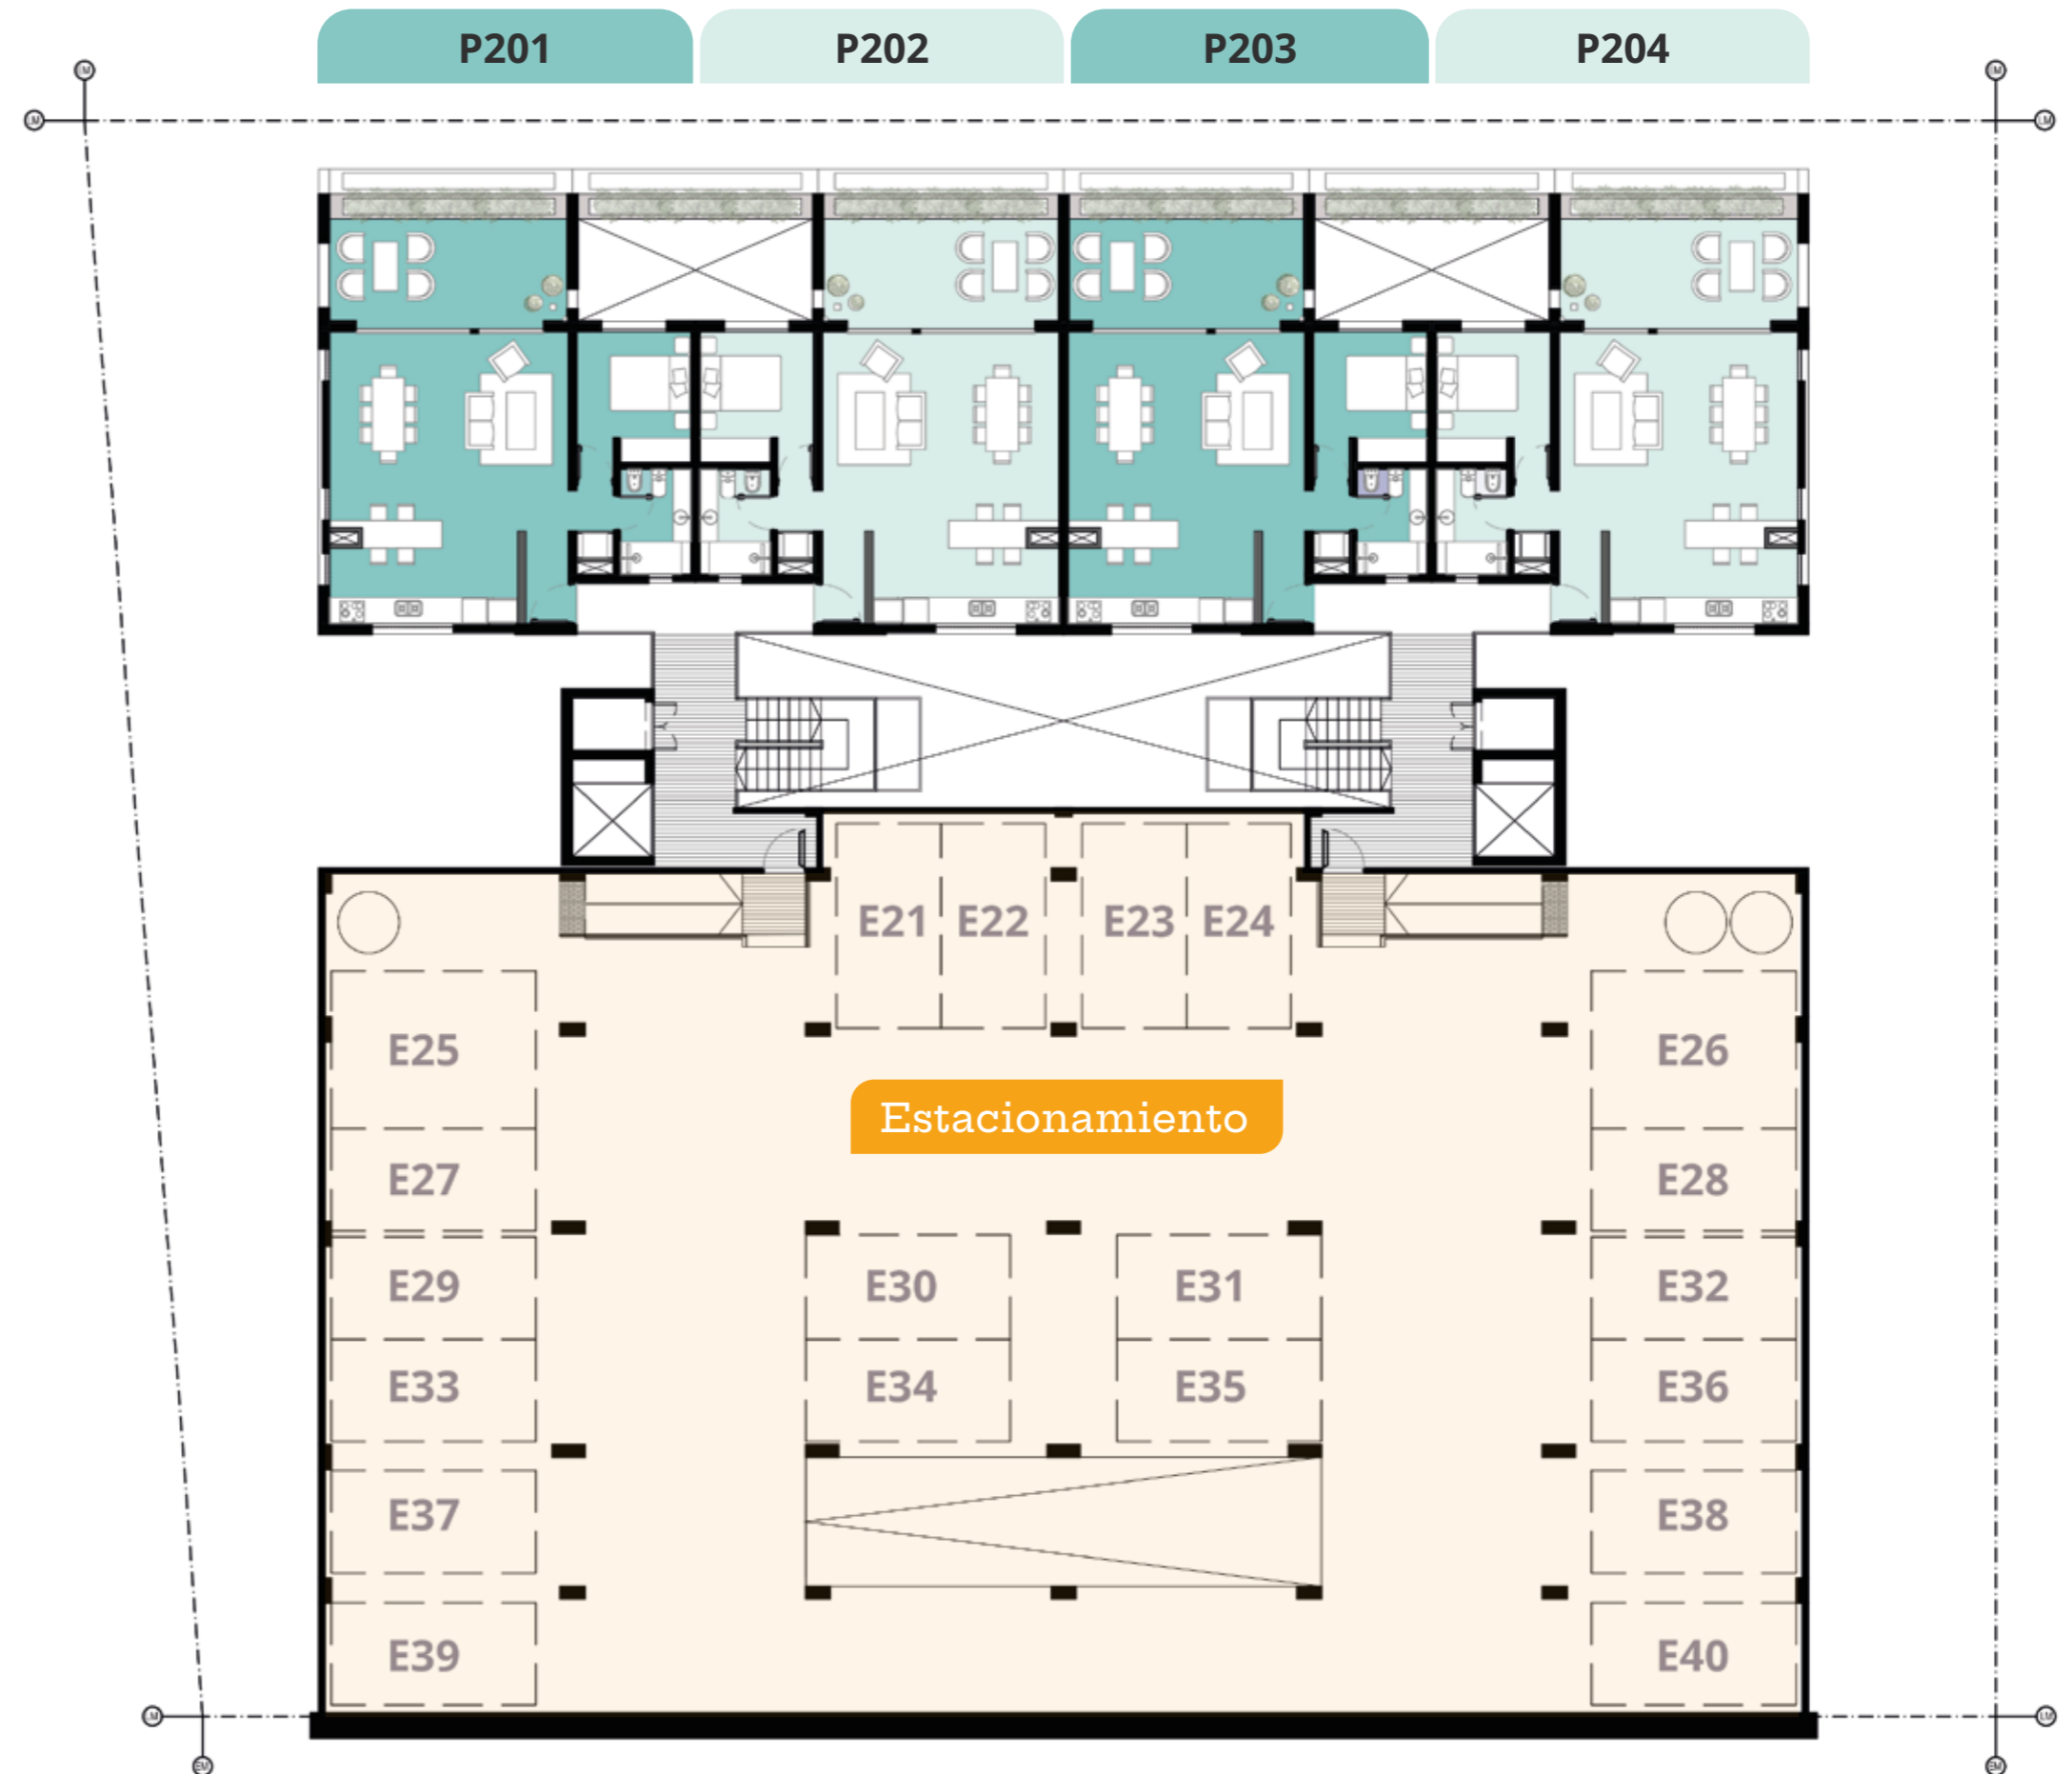 P201 P202 P203 P204
E21 E22 E23 E24
E25 E26
Estacionamiento
E27 E28
E29 E30 E31 E32
E33 E34 E35 E36
E37 E38
E39 E40